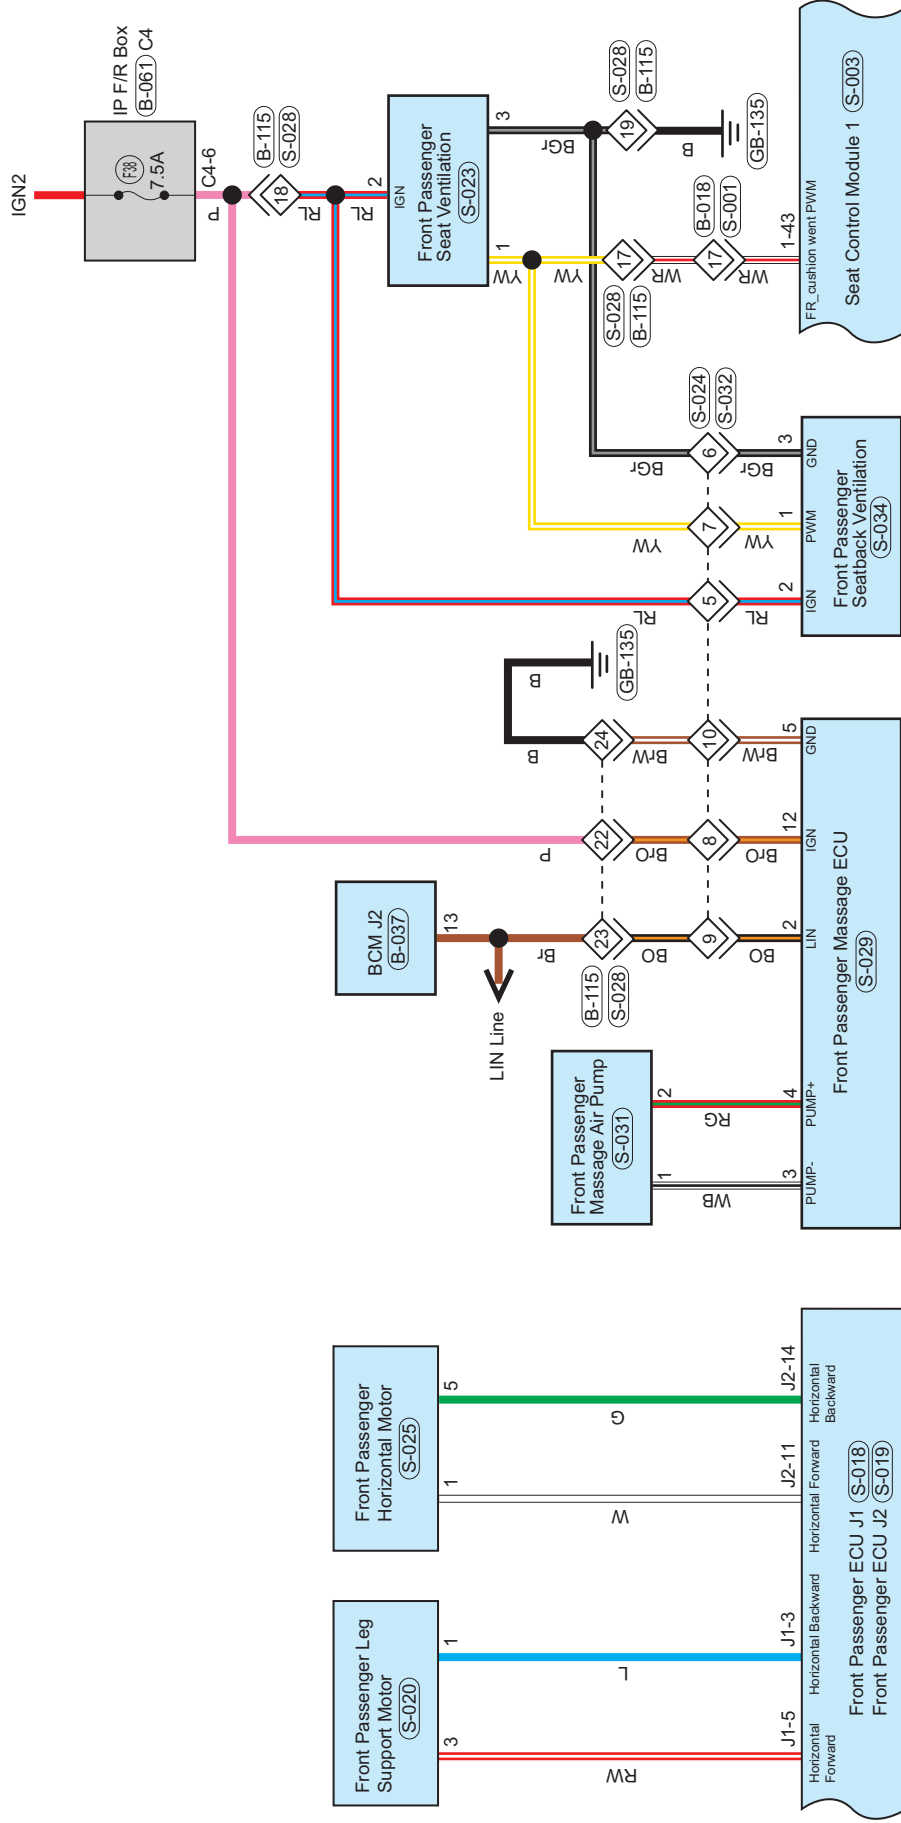 IGN2
IP F/R Box
B-061 C4
F38
7.5A
C4-6
P
B-115
S-028
18
RL
RL
2
IGN
Front Passenger
Seat Ventilation
S-023
1
3
YW
BGr
YW
17
S-028
B-115
WR
17
B-018
S-001
WR
1-43
19
S-028
B-115
B
GB-135
FR_cushion went PWM
Seat Control Module 1 S-003
RL
YW
BGr
5
7
6
S-024
S-032
RL
YW
BGr
2
1
3
IGN
PWM
GND
Front Passenger
Seatback Ventilation
S-034
BCM J2
B-037
13
LIN Line
Br
P
B
B
GB-135
23
22
24
B-115
S-028
BO
BrO
BrW
9
8
10
BO
BrO
BrW
Front Passenger
Massage Air Pump
S-031
1
2
WB
RG
3
4
2
12
5
PUMP-
PUMP+
LIN
IGN
GND
Front Passenger Massage ECU
S-029
Front Passenger Leg
Support Motor
S-020
3
1
RW
L
J1-5
J1-3
Front Passenger
Horizontal Motor
S-025
1
5
W
G
J2-11
J2-14
Horizontal
Forward
Horizontal Backward
Horizontal Forward
Horizontal
Backward
Front Passenger ECU J1 S-018
Front Passenger ECU J2 S-019